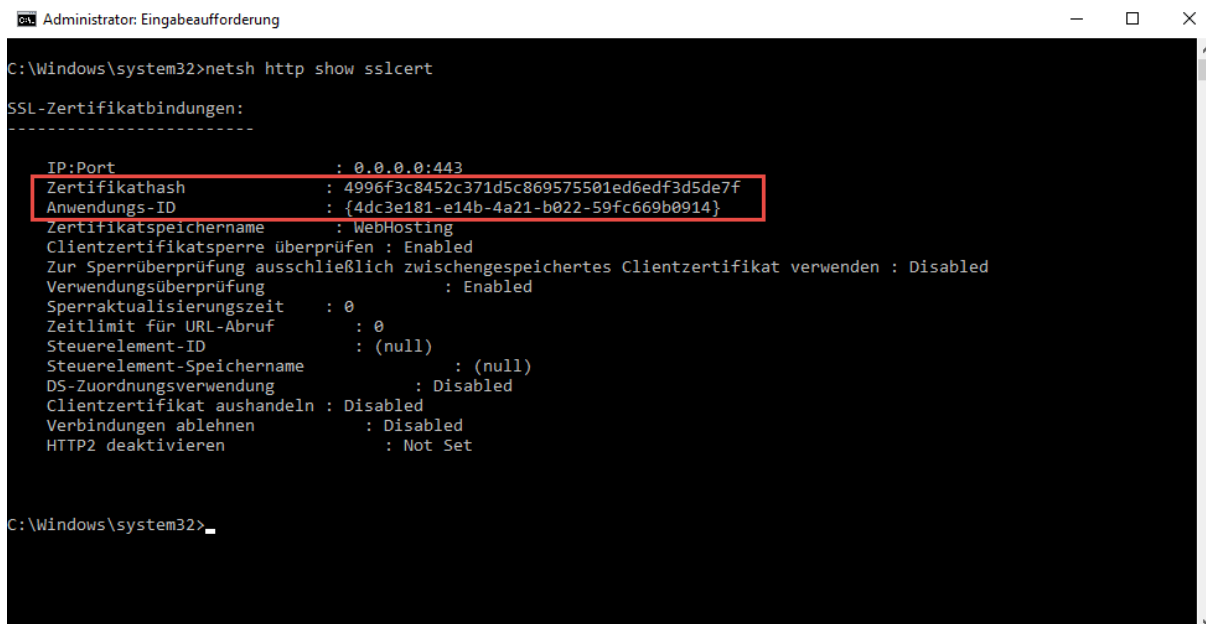 Administrator: Eingabeaufforderung
C:\Windows\system32>netsh http show sslcert
SSL-Zertifikatbindungen:
-------------------------
IP:Port                      : 0.0.0.0:443
Zertifikathash              : 4996f3c8452c371d5c869575501ed6edf3d5de7f
Anwendungs-ID               : {4dc3e181-e14b-4a21-b022-59fc669b0914}
Zertifikatspeichername       : WebHosting
Clientzertifikatsperre überprüfen : Enabled
Zur Sperrüberprüfung ausschließlich zwischengespeichertes Clientzertifikat verwenden : Disabled
Verwendungsüberprüfung                  : Enabled
Sperraktualisierungszeit    : 0
Zeitlimit für URL-Abruf        : 0
Steuerelement-ID               : (null)
Steuerelement-Speichername               : (null)
DS-Zuordnungsverwendung              : Disabled
Clientzertifikat aushandeln : Disabled
Verbindungen ablehnen           : Disabled
HTTP2 deaktivieren                : Not Set
C:\Windows\system32>